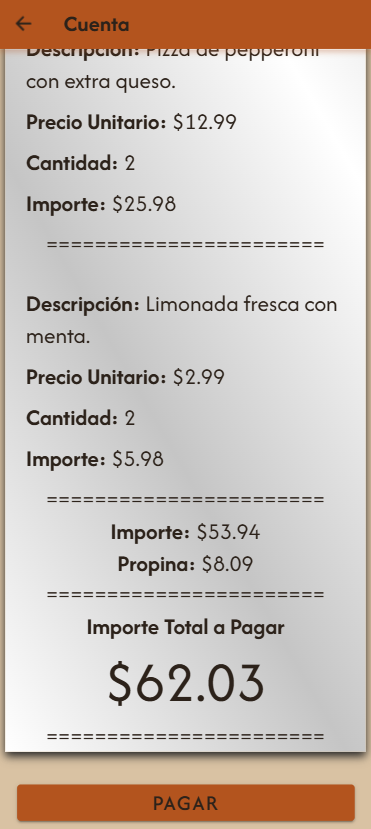 Cuenta
Descripción: Pizza de pepperoni
con extra queso.
Precio Unitario: $12.99
Cantidad: 2
Importe: $25.98
=======================
Descripción: Limonada fresca con
menta.
Precio Unitario: $2.99
Cantidad: 2
Importe: $5.98
=======================
Importe: $53.94
Propina: $8.09
=======================
Importe Total a Pagar
$62.03
=======================
PAGAR